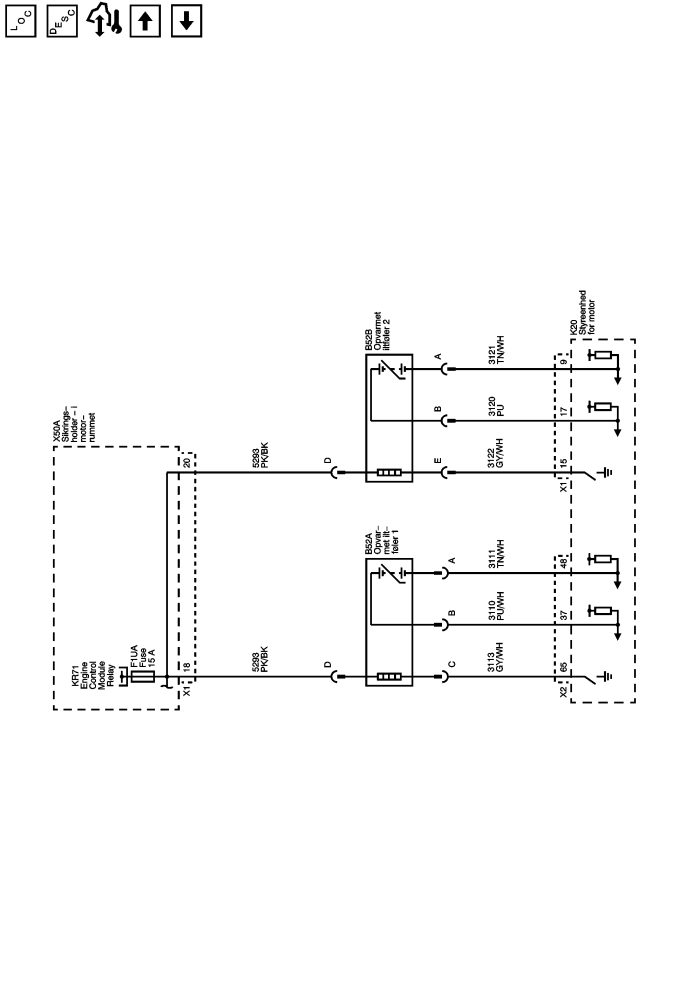 LOC
DESC
X50A
Sikrings–
holder – i
motor–
rummet
KR71
Engine
Control
Module
Relay
F1UA
Fuse
15 A
X1
18
20
5293
PK/BK
5293
PK/BK
D
D
B52A
Opvar–
met ilt–
føler 1
B52B
Opvarmet
iltføler 2
C
B
A
E
B
A
3113
GY/WH
3110
PU/WH
3111
TN/WH
3122
GY/WH
3120
PU
3121
TN/WH
X2
65
37
48
X1
15
17
9
K20
Styreenhed
for motor